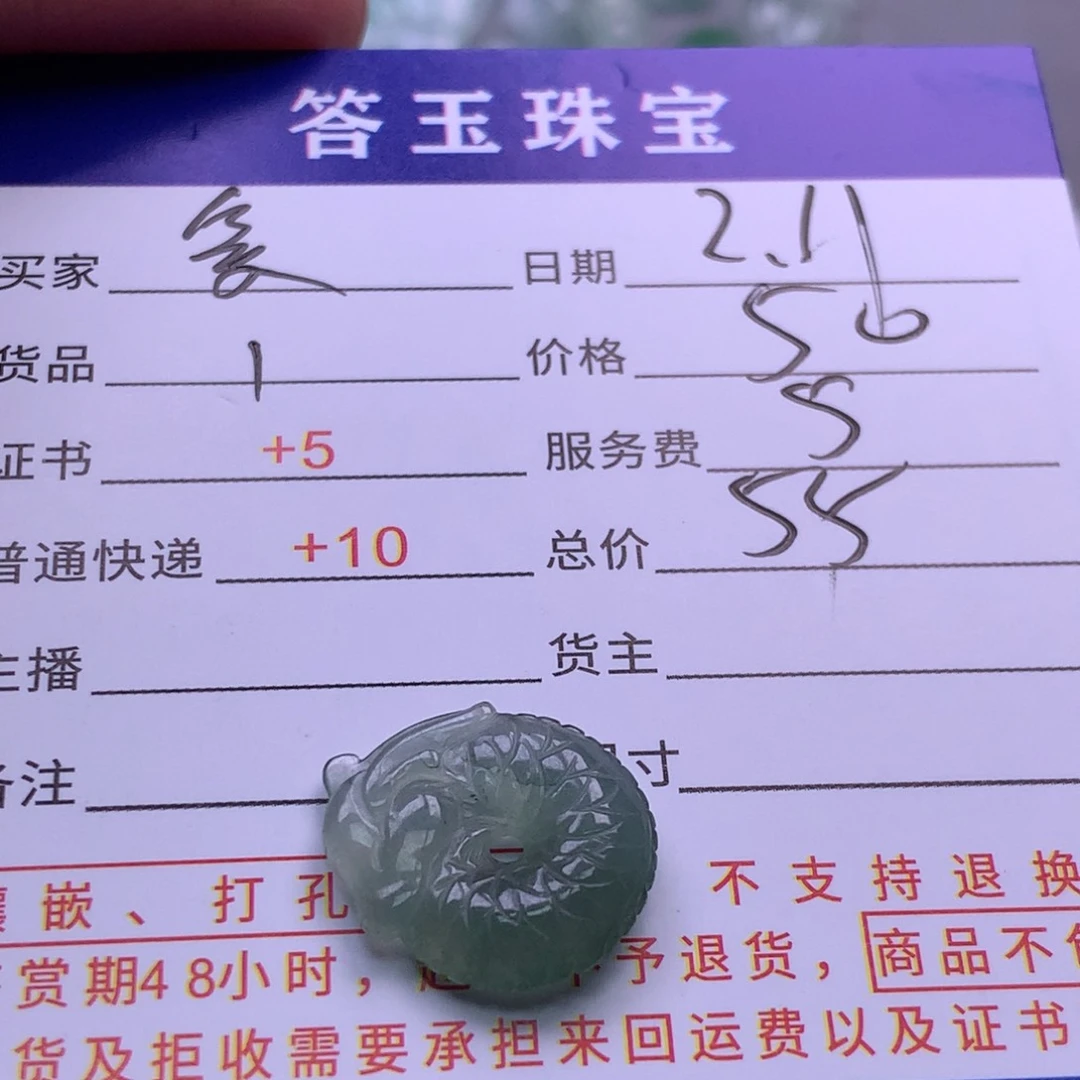 答玉珠宝
买家 日期 2.11
货品 1 价格 50
证书 +5 服务费 5
普通快递 +10 总价 55
主播 货主
备注 寸
镶嵌、打孔 不支持退换
赏期48小时， 不予退货，商品不
货及拒收需要承担来回运费以及证书